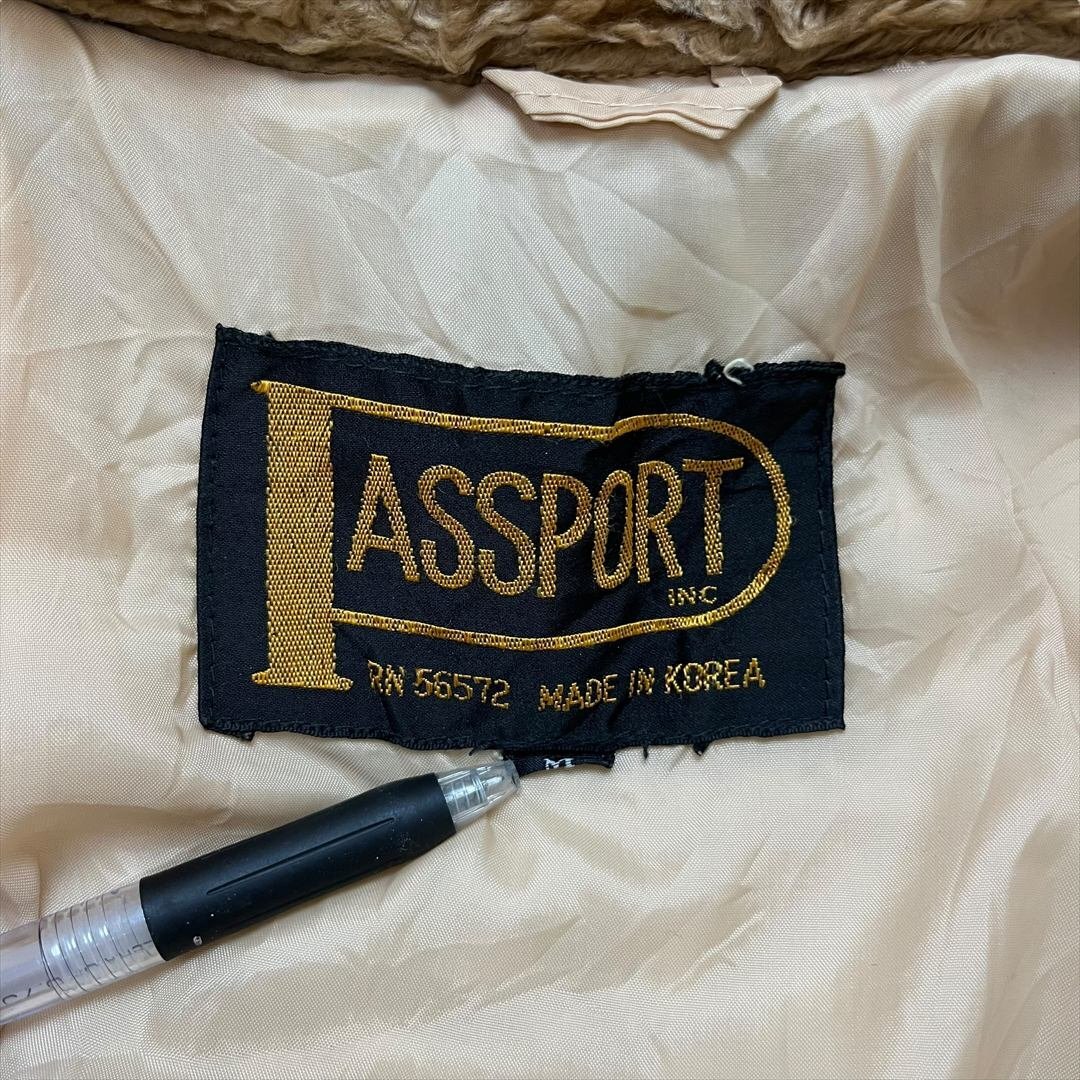 PASSPORT
INC
RN 56572 MADE IN KOREA
M